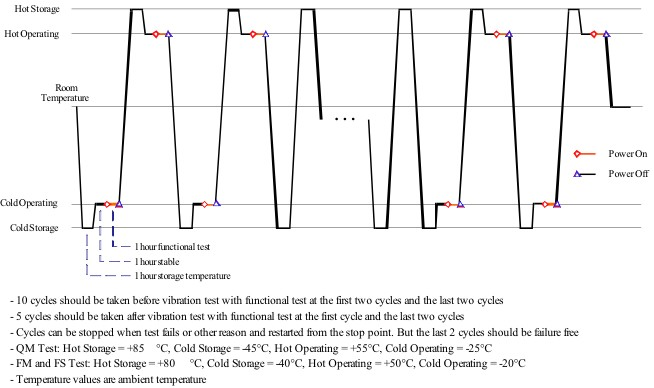 Hot Storage
Hot Operating
Room
Temperature
Power On
Power Off
Cold Operating
Cold Storage
1 hour functional test
1 hour stable
1 hour storage temperature
- 10 cycles should be taken before vibration test with functional test at the first two cycles and the last two cycles
- 5 cycles should be taken after vibration test with functional test at the first cycle and the last two cycles
- Cycles can be stopped when test fails or other reason and restarted from the stop point. But the last 2 cycles should be failure free
- QM Test: Hot Storage = +85 °C, Cold Storage = -45°C, Hot Operating = +55°C, Cold Operating = -25°C
- FM and FS Test: Hot Storage = +80 °C, Cold Storage = -40°C, Hot Operating = +50°C, Cold Operating = -20°C
- Temperature values are ambient temperature